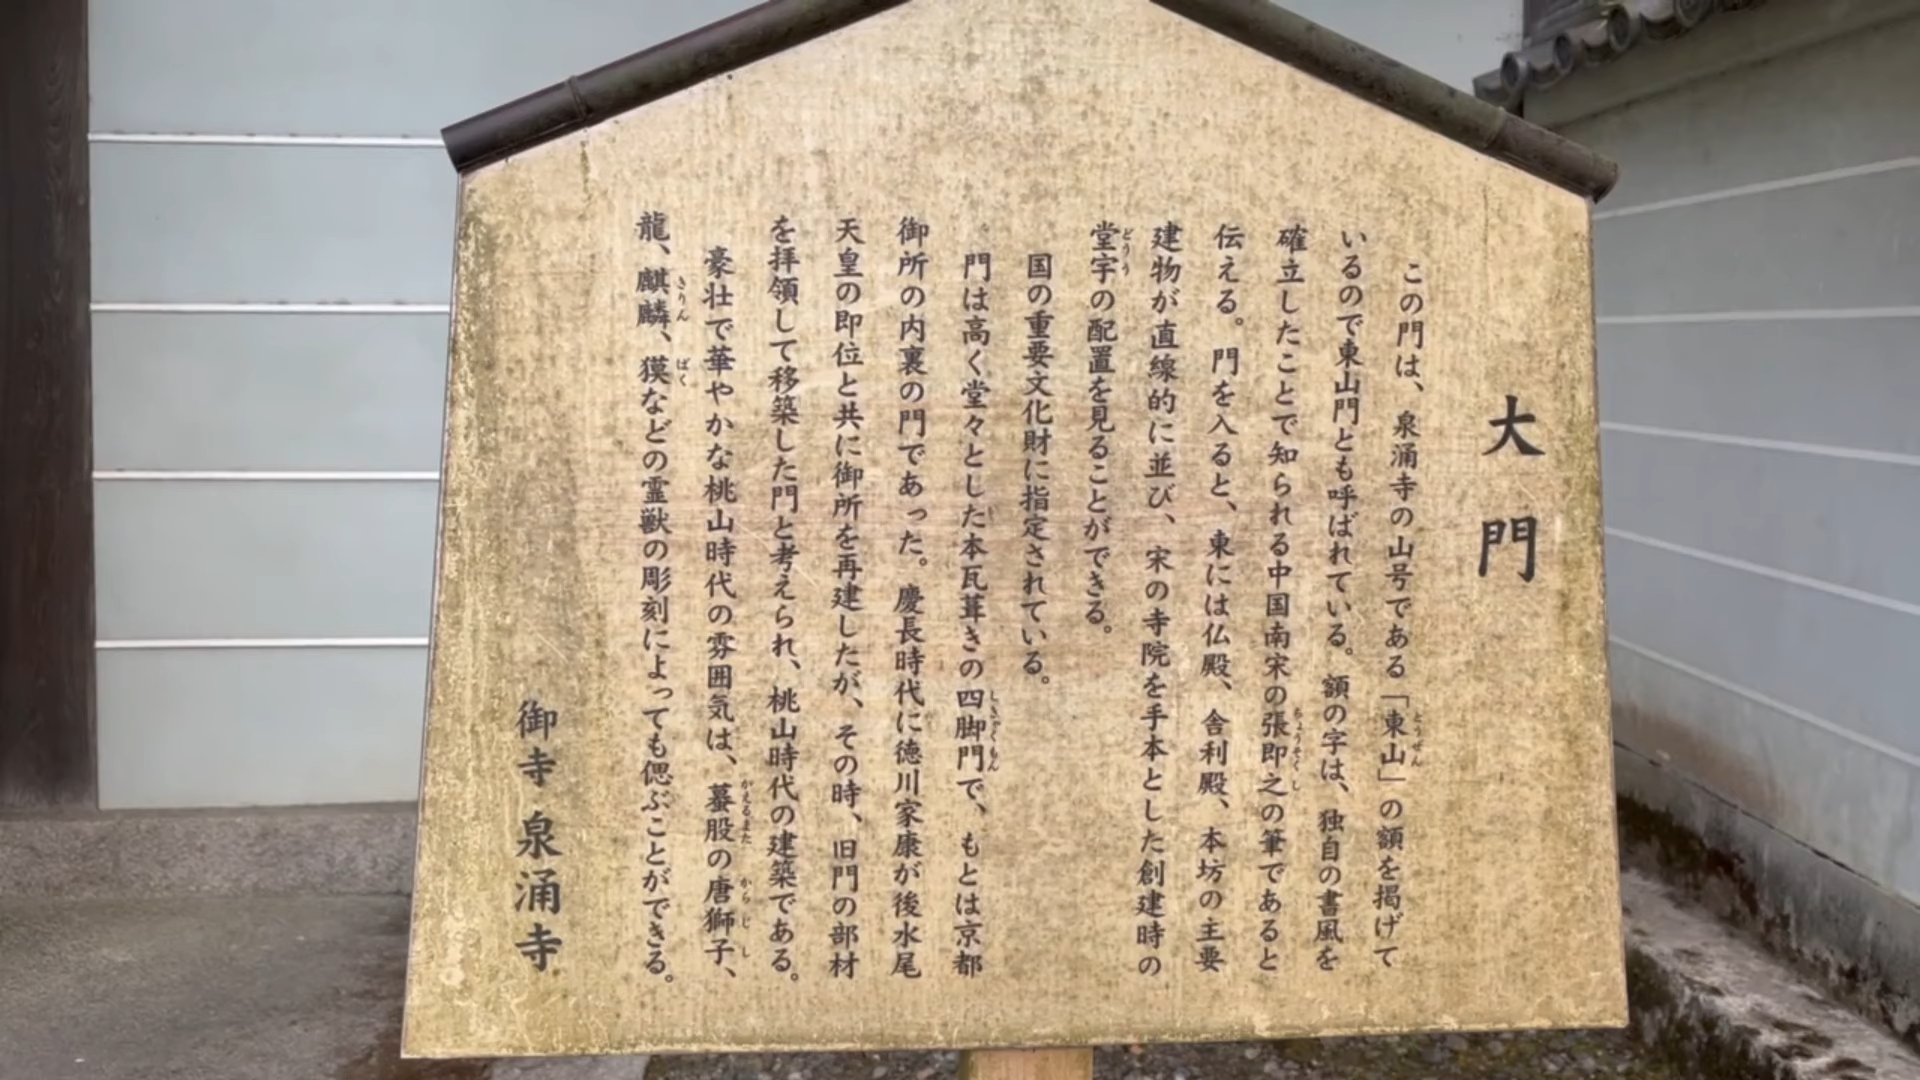 大門
この門は、泉涌寺の山号である「東山」の額を掲げて
いるので東山門とも呼ばれている。額の字は、独自の書風を
確立したことで知られる中国南宋の張即之の筆であると
伝える。門を入ると、東には仏殿、舎利殿、本坊の主要
建物が直線的に並び、宋の寺院を手本とした創建時の
堂宇の配置を見ることができる。
国の重要文化財に指定されている。
門は高く堂々とした本瓦葺きの四脚門で、もとは京都
御所の内裏の門であった。慶長時代に徳川家康が後水尾
天皇の即位と共に御所を再建したが、その時、旧門の部材
を拝領して移築した門と考えられ、桃山時代の建築である。
豪壮で華やかな桃山時代の雰囲気は、蟇股の唐獅子、
龍、麒麟、獏などの霊獣の彫刻によっても偲ぶことができる。
御寺 泉涌寺